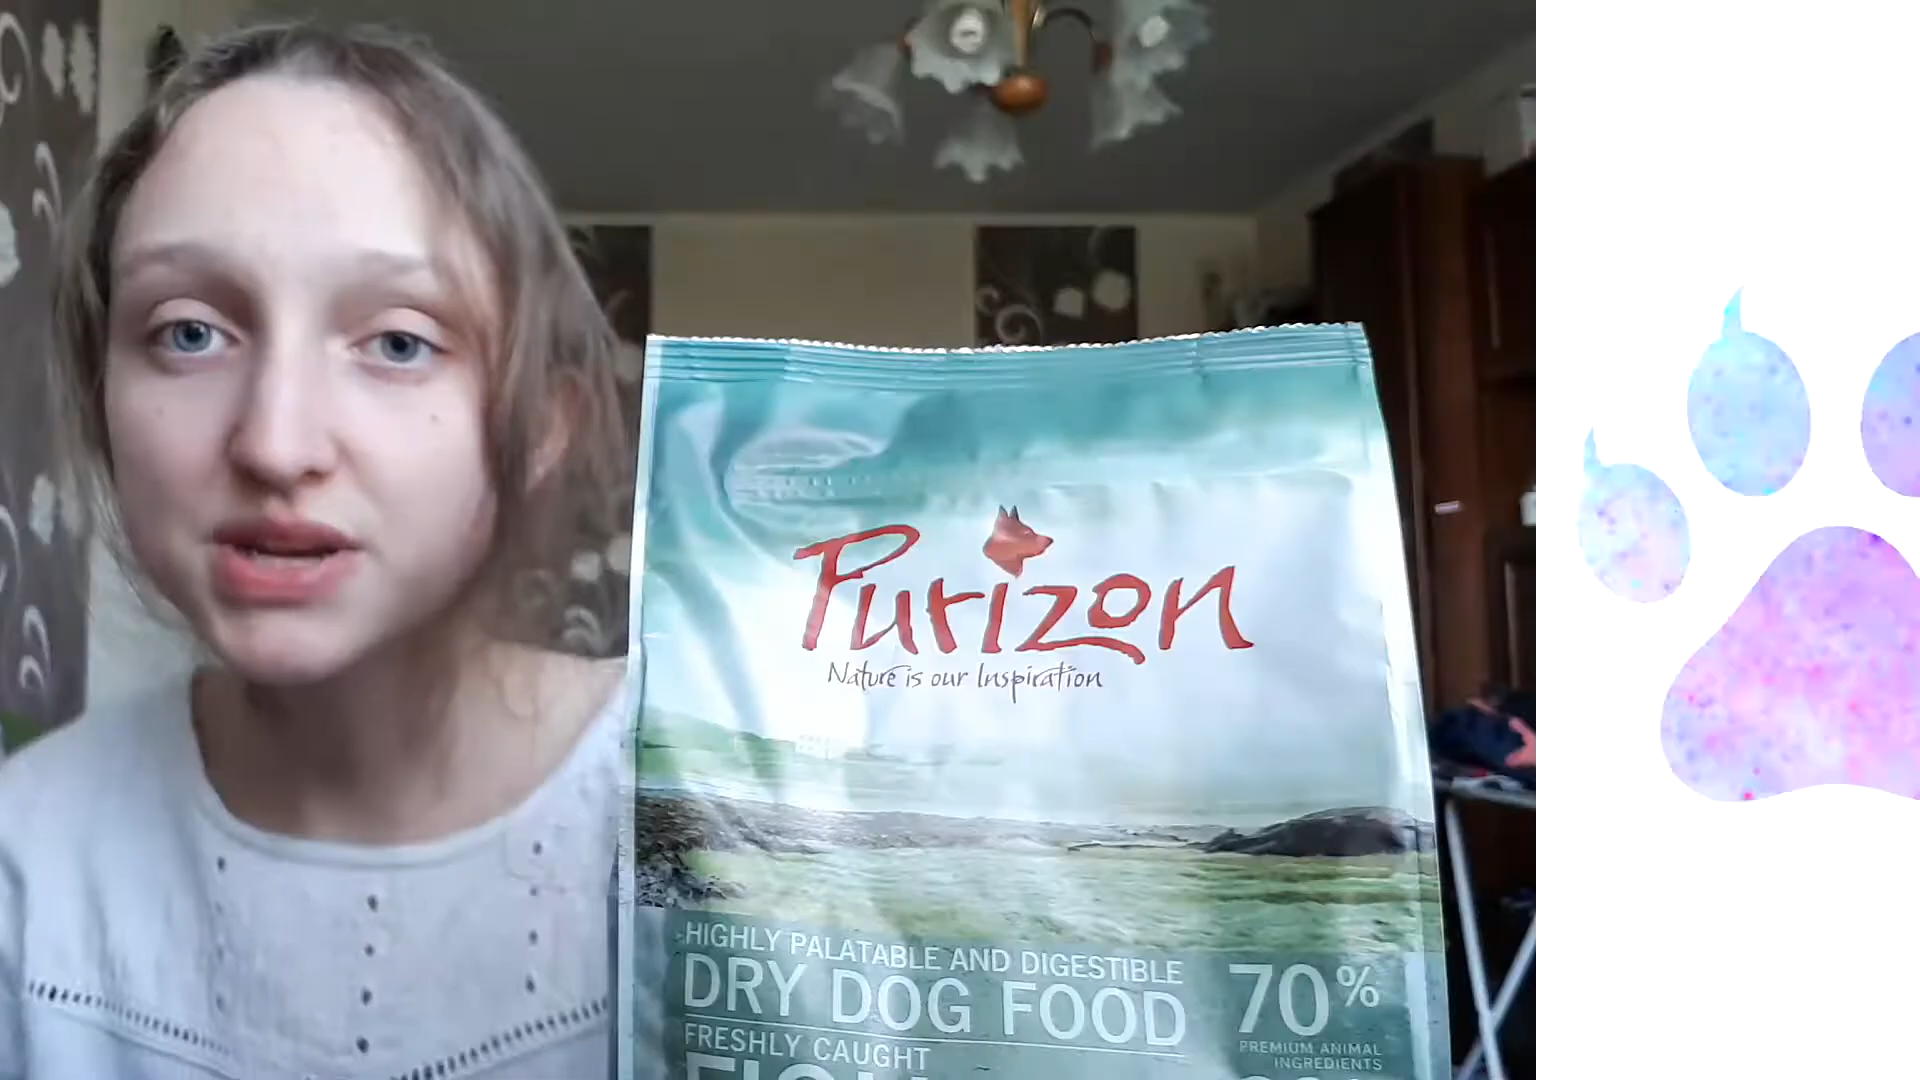 Purizon
Nature is our Inspiration
HIGHLY PALATABLE AND DIGESTIBLE
DRY DOG FOOD
FRESHLY CAUGHT
70%
PREMIUM ANIMAL
INGREDIENTS